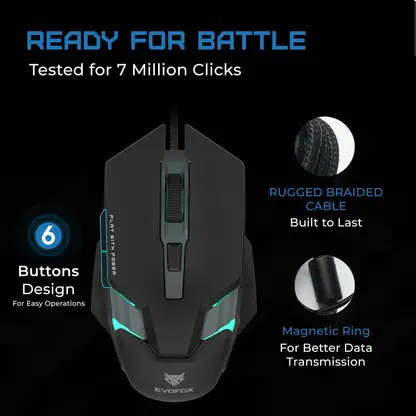 READY FOR BATTLE
Tested for 7 Million Clicks
PLAY WITH POWER
6
Buttons
Design
For Easy Operations
RUGGED BRAIDED
CABLE
Built to Last
Magnetic Ring
For Better Data
Transmission
EVOFOX